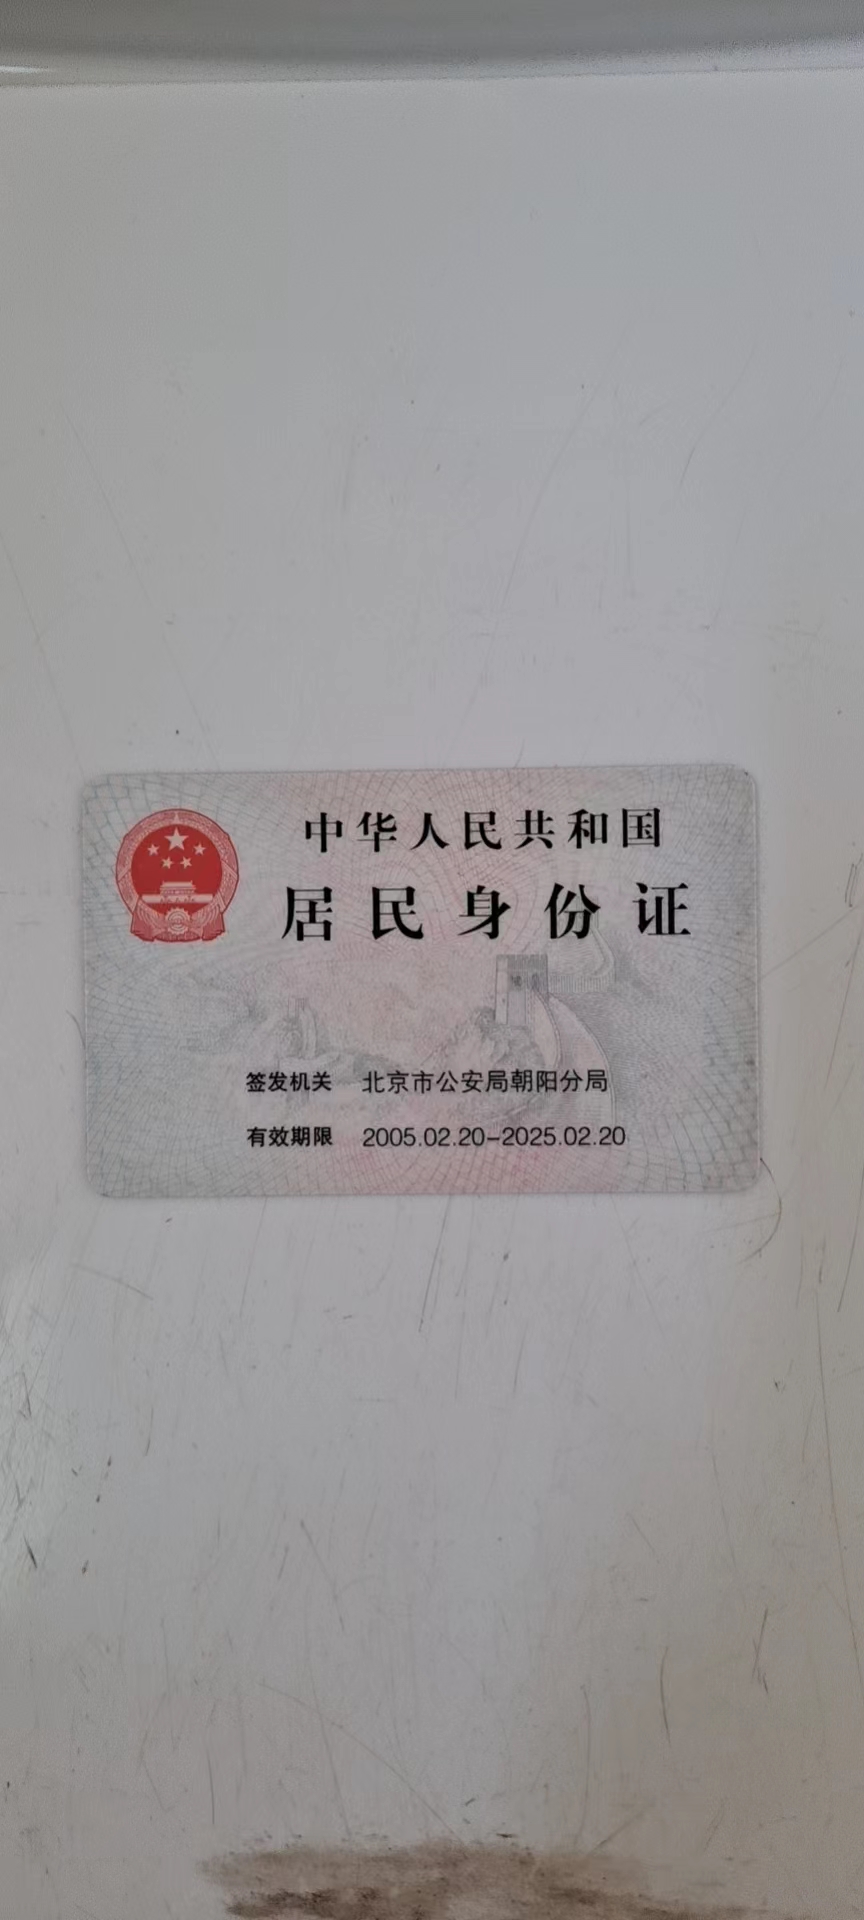 中华人民共和国
居民身份证
签发机关 北京市公安局朝阳分局
有效期限 2005.02.20-2025.02.20